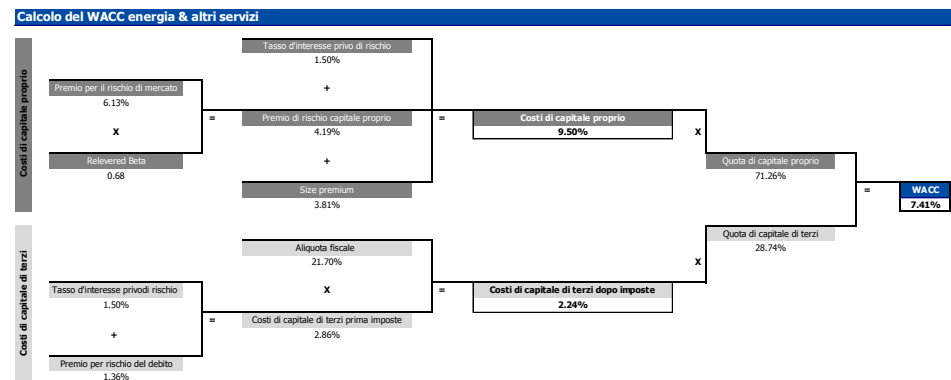 Calcolo del WACC energia & altri servizi
Costi di capitale proprio
Tasso d'interesse privo di rischio
1.50%
+
Premio per il rischio di mercato
6.13%
x
Relevered Beta
0.68
=
Premio di rischio capitale proprio
4.19%
+
Size premium
3.81%
=
Costi di capitale proprio
9.50%
x
Quota di capitale proprio
71.26%
=
WACC
7.41%
Costi di capitale di terzi
Aliquota fiscale
21.70%
x
Tasso d'interesse privodi rischio
1.50%
+
Premio per rischio del debito
1.36%
=
Costi di capitale di terzi prima imposte
2.86%
=
Costi di capitale di terzi dopo imposte
2.24%
x
Quota di capitale di terzi
28.74%